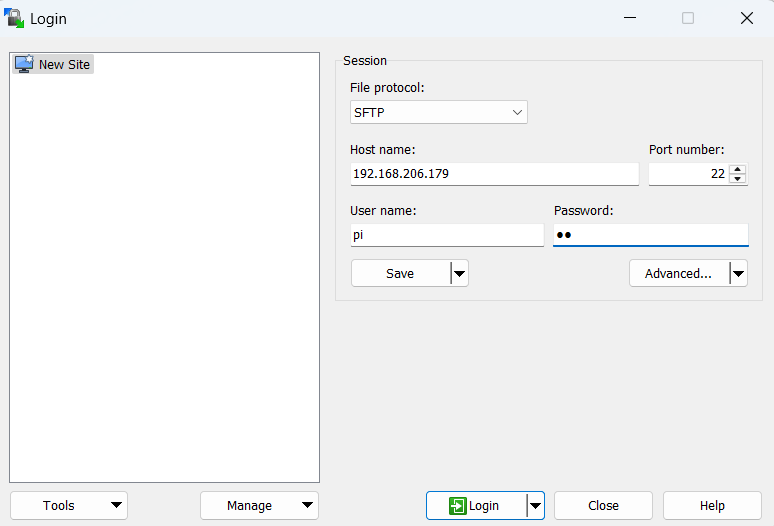 Login
New Site
Session
File protocol:
SFTP
Host name:
Port number:
192.168.206.179
22
User name:
Password:
pi
●●
Save
Advanced...
Tools
Manage
Login
Close
Help